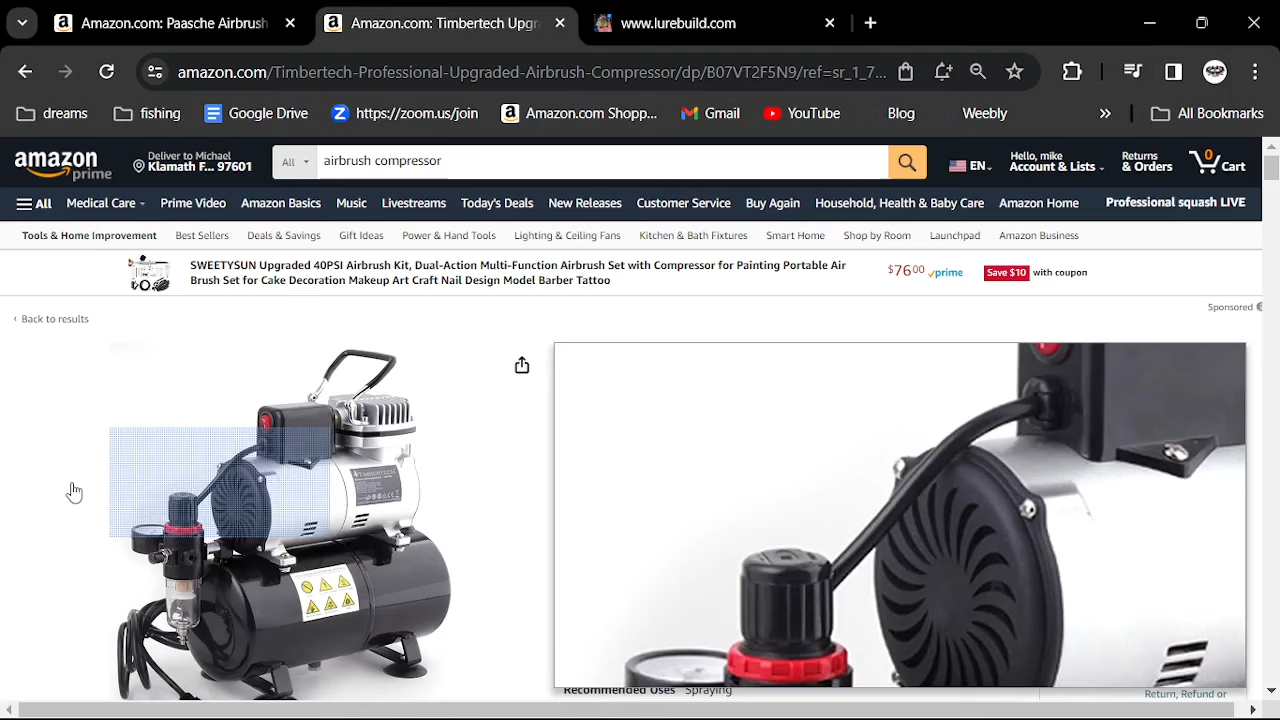 Amazon.com: Paasche Airbrush
Amazon.com: Timbertech Upgr
www.lurebuild.com
amazon.com/Timbertech-Professional-Upgraded-Airbrush-Compressor/dp/B07VT2F5N9/ref=sr_1_7...
dreams fishing Google Drive https://zoom.us/join Amazon.com Shopp... Gmail YouTube Blog Weebly » All Bookmarks
amazon prime
Deliver to Michael
Klamath F... 97601
All airbrush compressor
EN
Hello, mike
Account & Lists
Returns
& Orders
0 Cart
All Medical Care Prime Video Amazon Basics Music Livestreams Today's Deals New Releases Customer Service Buy Again Household, Health & Baby Care Amazon Home Professional squash LIVE
Tools & Home Improvement Best Sellers Deals & Savings Gift Ideas Power & Hand Tools Lighting & Ceiling Fans Kitchen & Bath Fixtures Smart Home Shop by Room Launchpad Amazon Business
SWEETYSUN Upgraded 40PSI Airbrush Kit, Dual-Action Multi-Function Airbrush Set with Compressor for Painting Portable Air
Brush Set for Cake Decoration Makeup Art Craft Nail Design Model Barber Tattoo
$76.00 prime Save $10 with coupon
Sponsored
‹ Back to results
TIMBERTECH
Recommended Uses Spraying
Return, Refund or